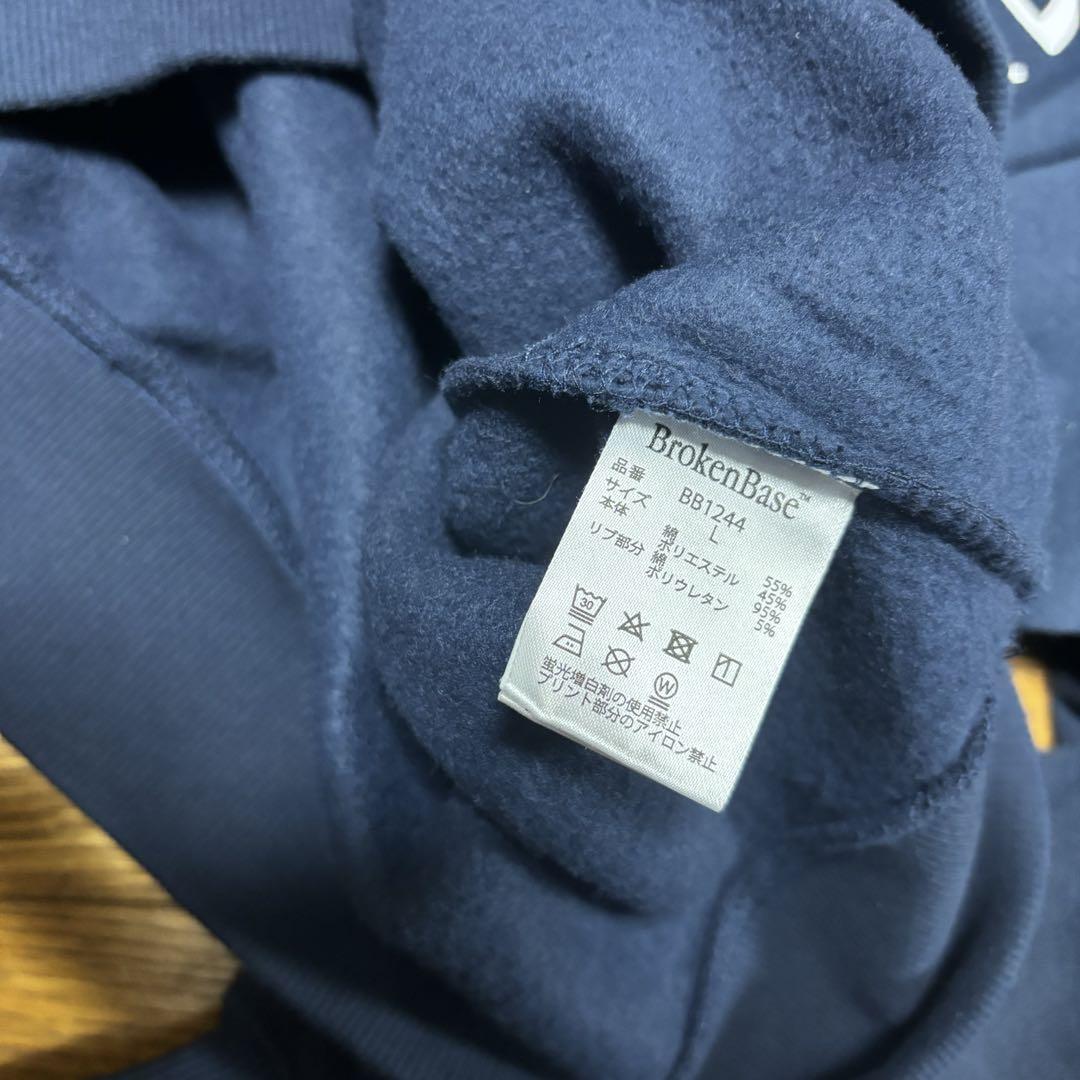 BrokenBase™
品番 BB1244
サイズ L
本体 綿 55%
ポリエステル 45%
リブ部分 綿 95%
ポリウレタン 5%
30
W
蛍光増白剤の使用禁止
プリント部分のアイロン禁止